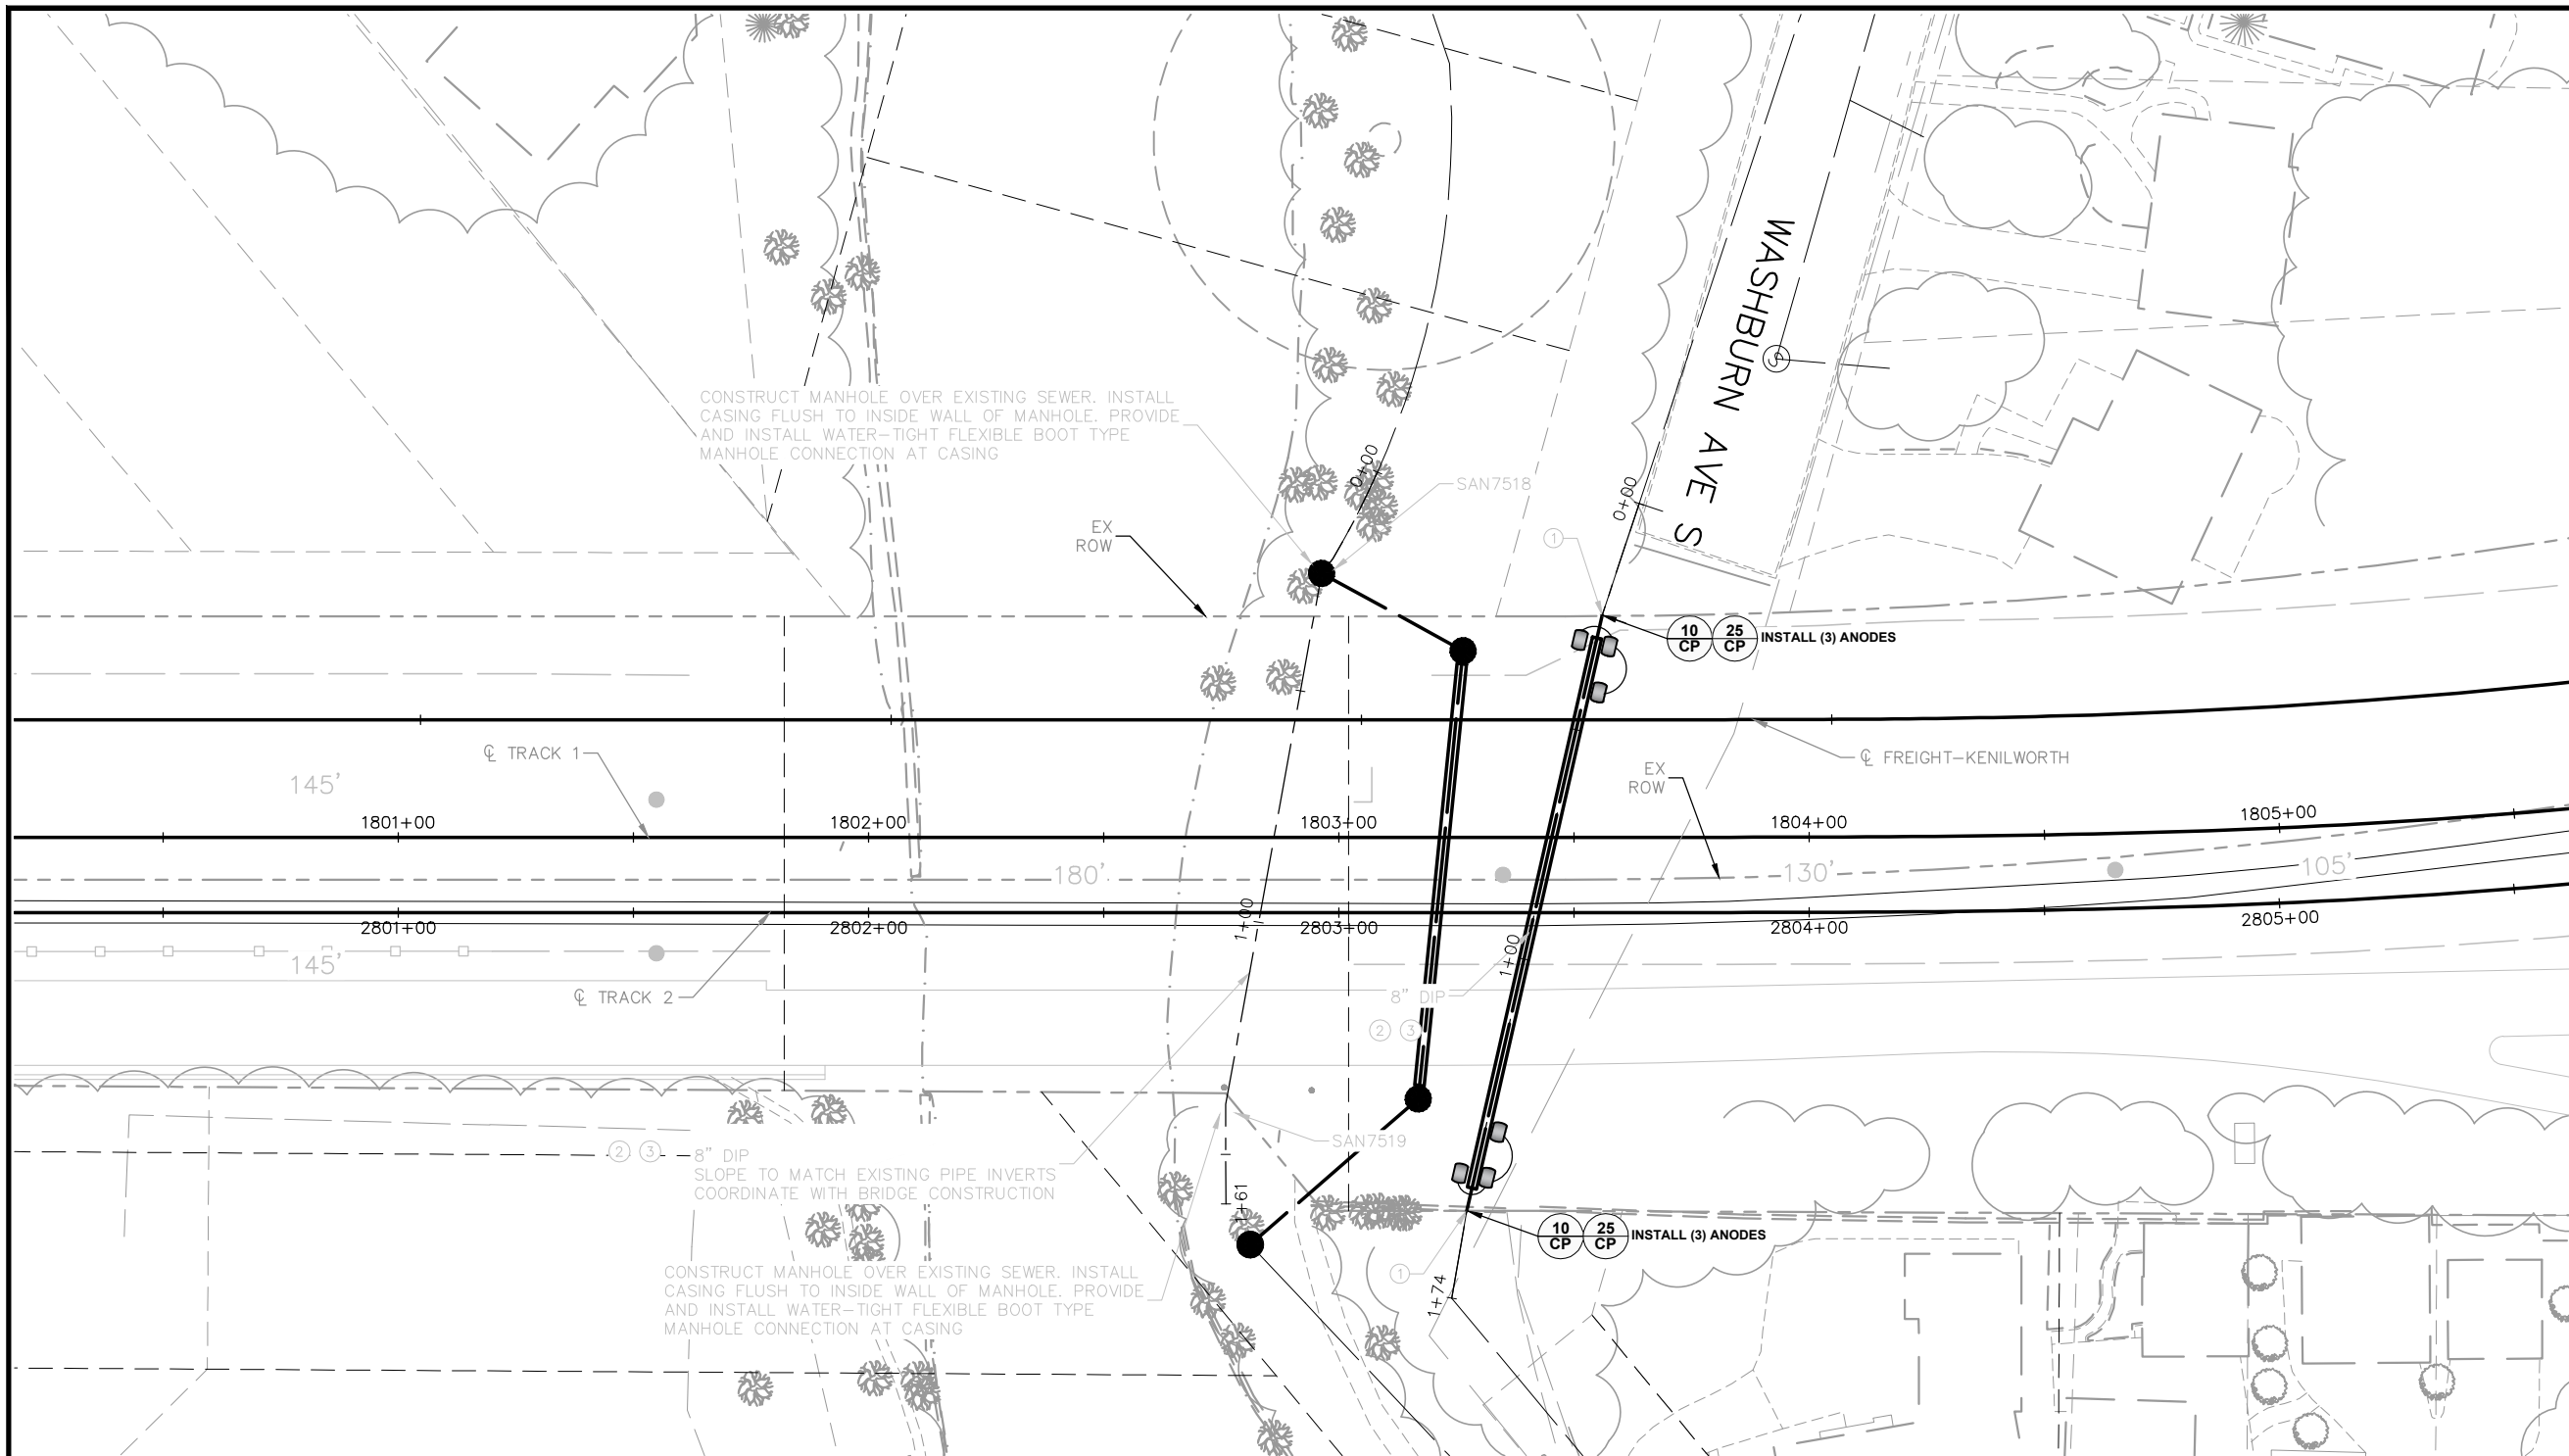 WASHBURN AVE S
S
CONSTRUCT MANHOLE OVER EXISTING SEWER. INSTALL
CASING FLUSH TO INSIDE WALL OF MANHOLE. PROVIDE
AND INSTALL WATER-TIGHT FLEXIBLE BOOT TYPE
MANHOLE CONNECTION AT CASING
0+00
SAN7518
0+00
EX
ROW
1
10
CP
25
CP
INSTALL (3) ANODES
℄ TRACK 1
℄ FREIGHT-KENILWORTH
EX
ROW
145'
1801+00
1802+00
1803+00
1804+00
1805+00
180'
130'
105'
2801+00
2802+00
2803+00
2804+00
2805+00
1+00
1+00
145'
℄ TRACK 2
8" DIP
2 3
SAN7519
2 3
8" DIP
SLOPE TO MATCH EXISTING PIPE INVERTS
COORDINATE WITH BRIDGE CONSTRUCTION
1+61
10
CP
25
CP
INSTALL (3) ANODES
CONSTRUCT MANHOLE OVER EXISTING SEWER. INSTALL
CASING FLUSH TO INSIDE WALL OF MANHOLE. PROVIDE
AND INSTALL WATER-TIGHT FLEXIBLE BOOT TYPE
MANHOLE CONNECTION AT CASING
1
1+74